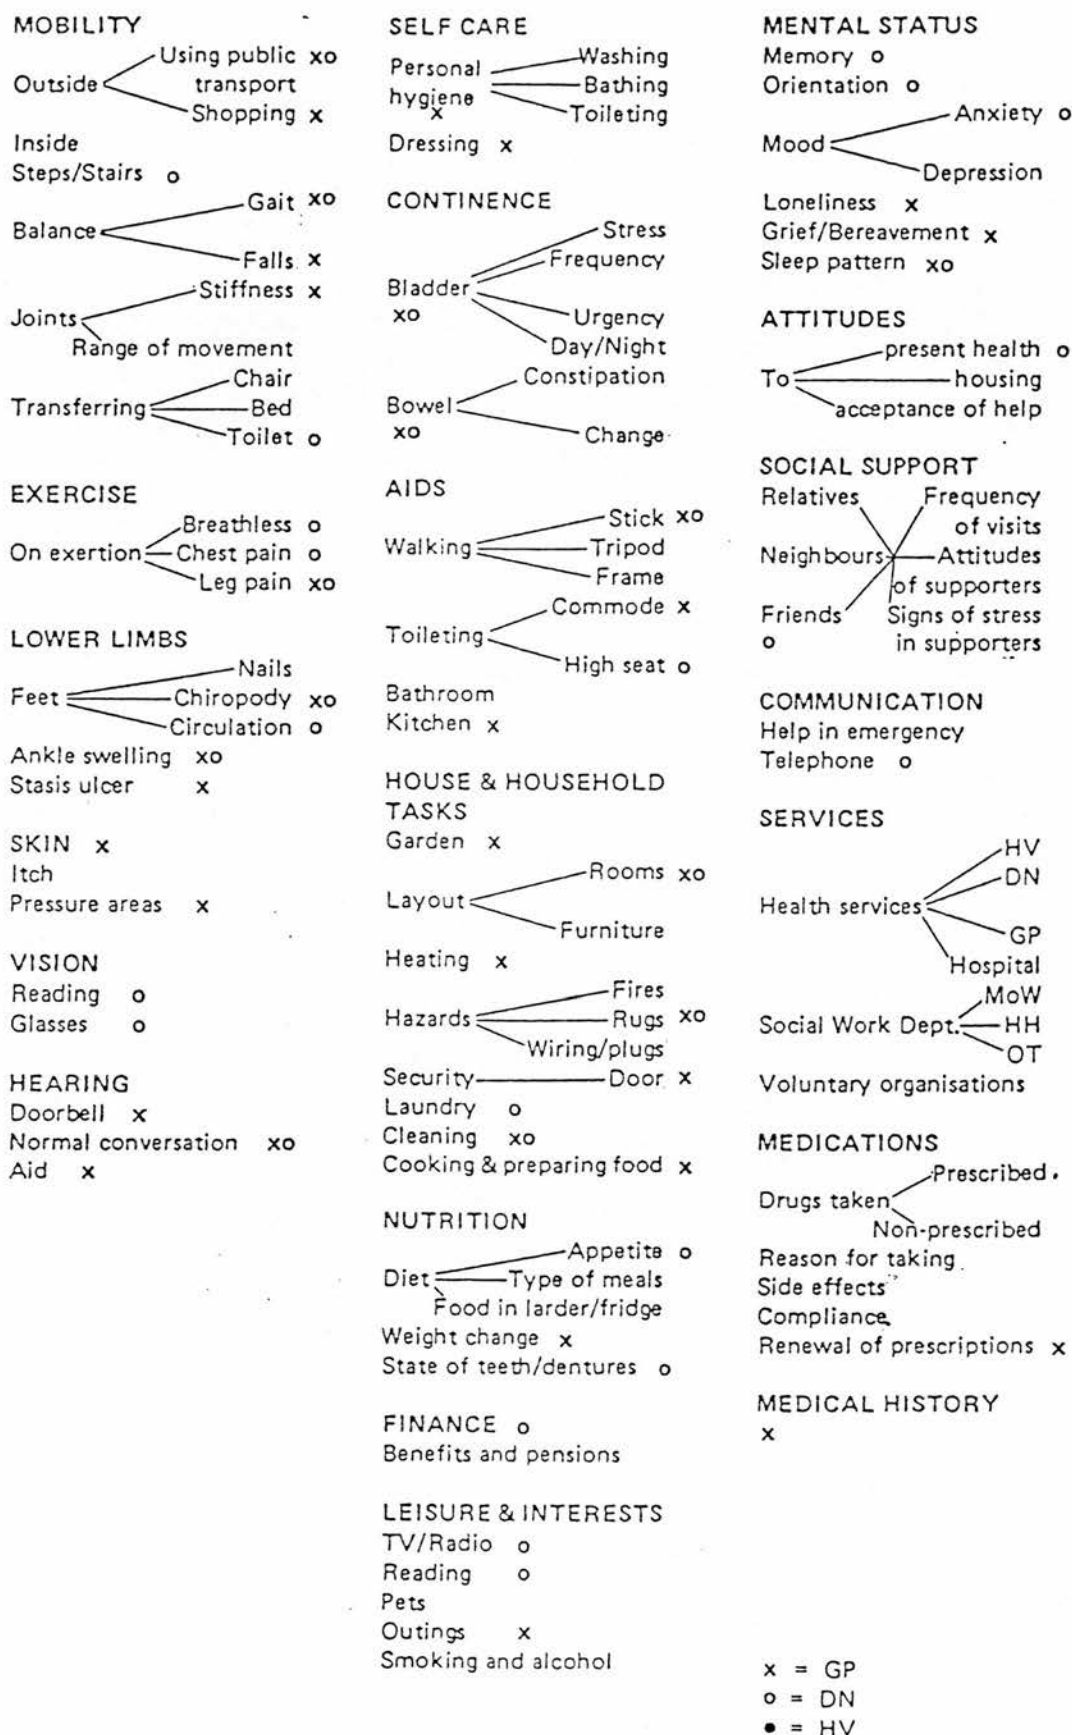 MOBILITY
Using public xo
Outside transport
Shopping x
Inside
Steps/Stairs o
Gait xo
Balance
Falls x
Stiffness x
Joints
Range of movement
Chair
Transferring Bed
Toilet o
EXERCISE
Breathless o
On exertion Chest pain o
Leg pain xo
LOWER LIMBS
Nails
Feet Chiropody xo
Circulation o
Ankle swelling xo
Stasis ulcer x
SKIN x
Itch
Pressure areas x
VISION
Reading o
Glasses o
HEARING
Doorbell x
Normal conversation xo
Aid x
SELF CARE
Washing
Personal
Bathing
hygiene
x
Toileting
Dressing x
CONTINENCE
Stress
Frequency
Bladder
xo
Urgency
Day/Night
Constipation
Bowel
xo
Change
AIDS
Stick xo
Walking Tripod
Frame
Commode x
Toileting
High seat o
Bathroom
Kitchen x
HOUSE & HOUSEHOLD
TASKS
Garden x
Rooms xo
Layout
Furniture
Heating x
Fires
Hazards Rugs xo
Wiring/plugs
Security Door x
Laundry o
Cleaning xo
Cooking & preparing food x
NUTRITION
Appetite o
Diet Type of meals
Food in larder/fridge
Weight change x
State of teeth/dentures o
FINANCE o
Benefits and pensions
LEISURE & INTERESTS
TV/Radio o
Reading o
Pets
Outings x
Smoking and alcohol
MENTAL STATUS
Memory o
Orientation o
Anxiety o
Mood
Depression
Loneliness x
Grief/Bereavement x
Sleep pattern xo
ATTITUDES
present health o
To housing
acceptance of help
SOCIAL SUPPORT
Relatives Frequency
of visits
Neighbours Attitudes
of supporters
Friends Signs of stress
o in supporters
COMMUNICATION
Help in emergency
Telephone o
SERVICES
HV
DN
Health services
GP
Hospital
MoW
Social Work Dept. HH
OT
Voluntary organisations
MEDICATIONS
Prescribed.
Drugs taken
Non-prescribed
Reason for taking
Side effects
Compliance
Renewal of prescriptions x
MEDICAL HISTORY
x
x = GP
o = DN
● = HV